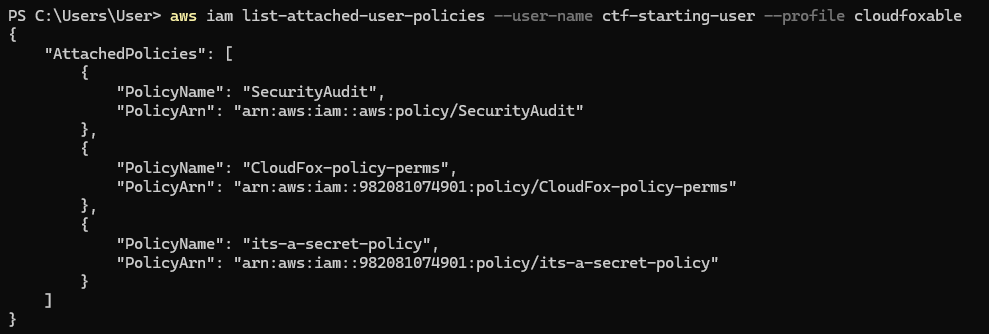 PS C:\Users\User> aws iam list-attached-user-policies --user-name ctf-starting-user --profile cloudfoxable
{
    "AttachedPolicies": [
        {
            "PolicyName": "SecurityAudit",
            "PolicyArn": "arn:aws:iam::aws:policy/SecurityAudit"
        },
        {
            "PolicyName": "CloudFox-policy-perms",
            "PolicyArn": "arn:aws:iam::982081074901:policy/CloudFox-policy-perms"
        },
        {
            "PolicyName": "its-a-secret-policy",
            "PolicyArn": "arn:aws:iam::982081074901:policy/its-a-secret-policy"
        }
    ]
}